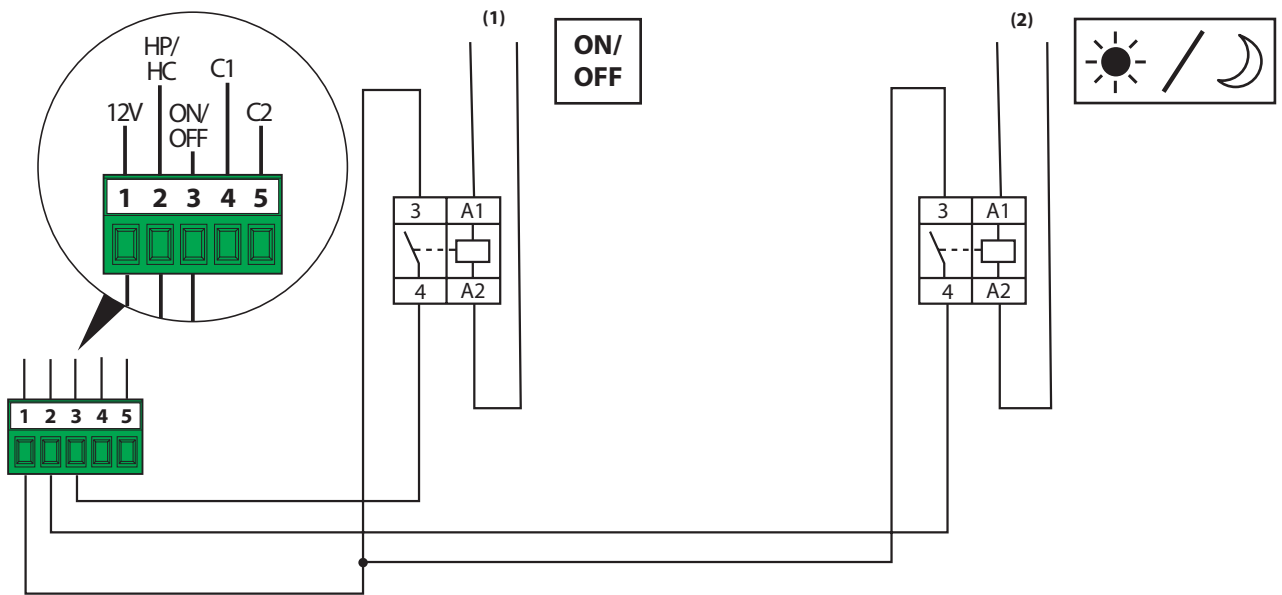 (1)
(2)
ON/
OFF
HP/
HC
C1
12V
ON/
OFF
C2
1 2 3 4 5
3 A1
4 A2
3 A1
4 A2
1 2 3 4 5